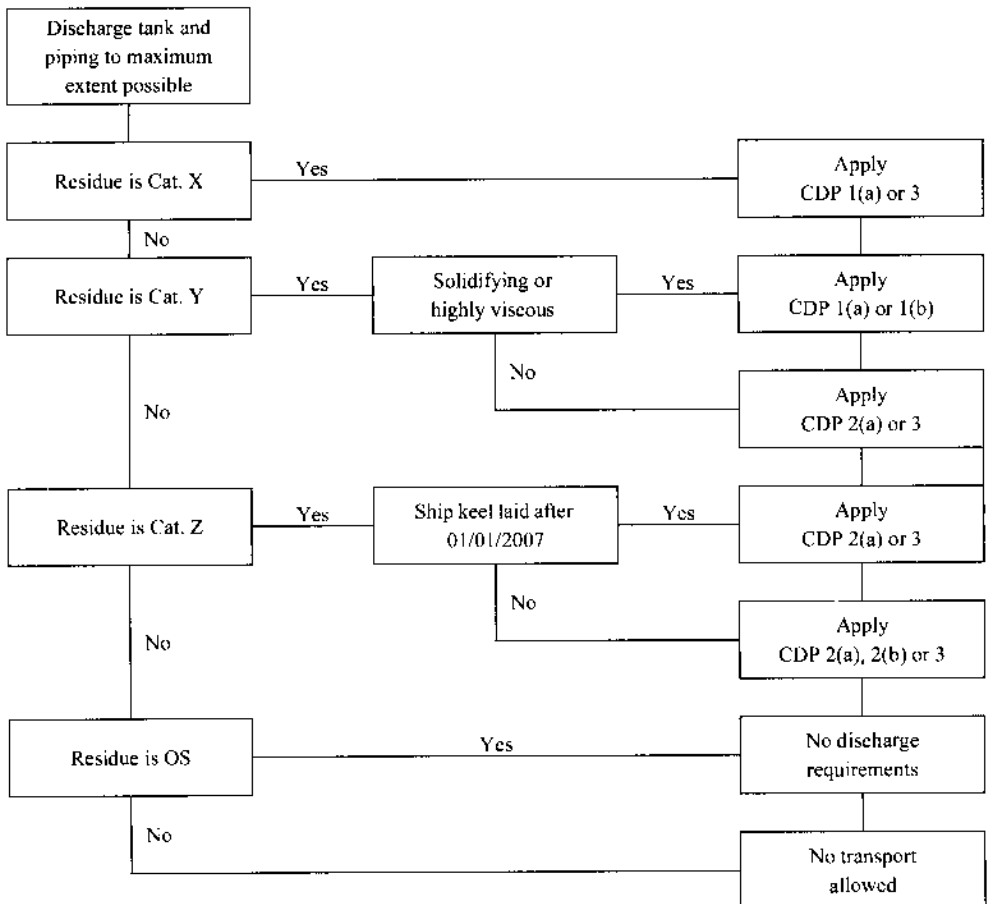 Discharge tank and
piping to maximum
extent possible
Residue is Cat. X
Yes
Apply
CDP 1(a) or 3
No
Residue is Cat. Y
Yes
Solidifying or
highly viscous
Yes
Apply
CDP 1(a) or 1(b)
No
No
Apply
CDP 2(a) or 3
Residue is Cat. Z
Yes
Ship keel laid after
01/01/2007
Yes
Apply
CDP 2(a) or 3
No
No
Apply
CDP 2(a), 2(b) or 3
Residue is OS
Yes
No discharge
requirements
No
No transport
allowed